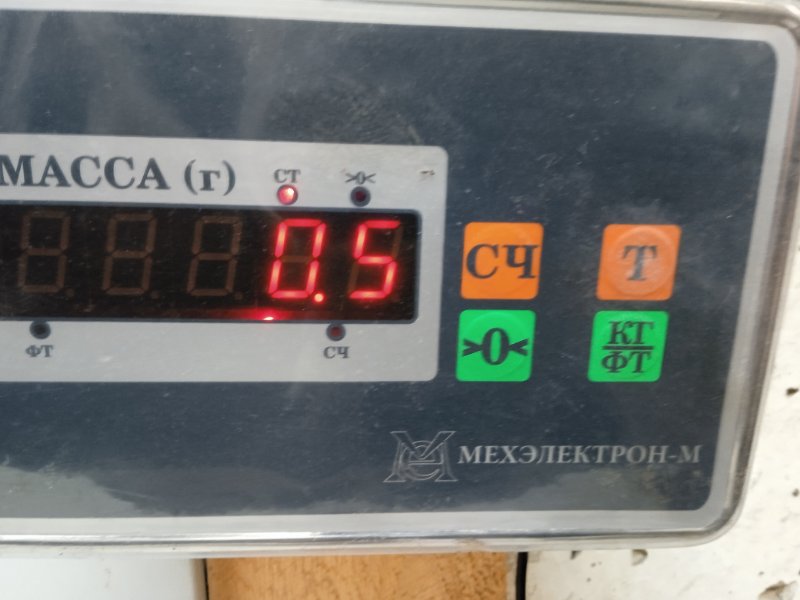 МАССА (г)
СТ
>0<
0.5
ФТ
СЧ
СЧ
Т
>0<
КГ
ФТ
МЕХЭЛЕКТРОН-М